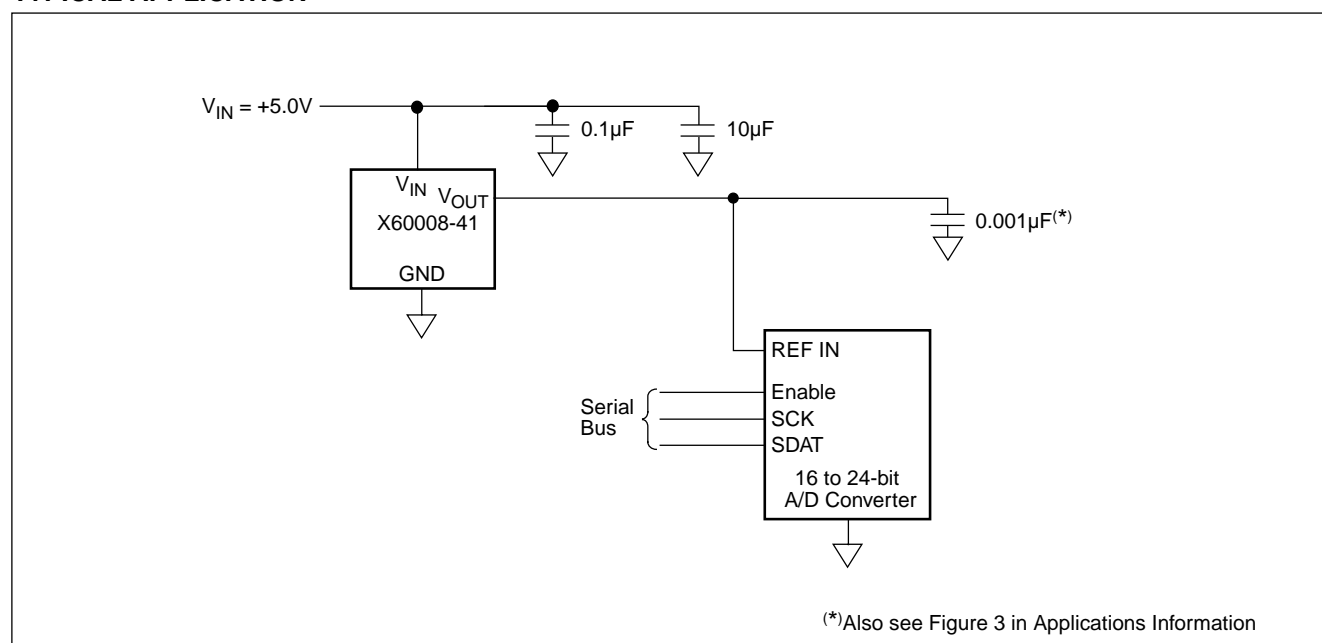 V_IN = +5.0V
0.1µF
10µF
V_IN
V_OUT
X60008-41
GND
0.001µF(*)
REF IN
Enable
SCK
SDAT
Serial
Bus
16 to 24-bit
A/D Converter
(*)Also see Figure 3 in Applications Information